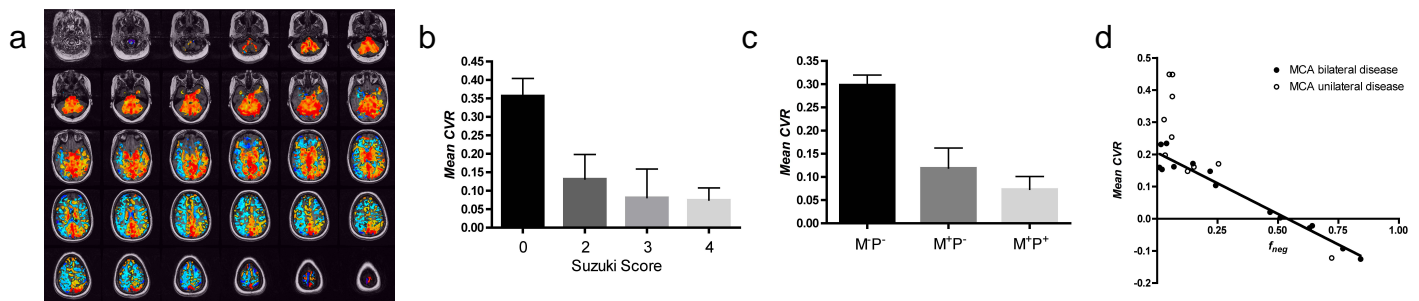 a
b
Mean CVR
0.45
0.40
0.35
0.30
0.25
0.20
0.15
0.10
0.05
0.00
0 2 3 4
Suzuki Score
c
Mean CVR
0.35
0.30
0.25
0.20
0.15
0.10
0.05
0.00
M⁻P⁻ M⁺P⁻ M⁺P⁺
d
Mean CVR
0.5
0.4
0.3
0.2
0.1
0.0
-0.1
-0.2
0.25 0.50 0.75 1.00
fneg
MCA bilateral disease
MCA unilateral disease